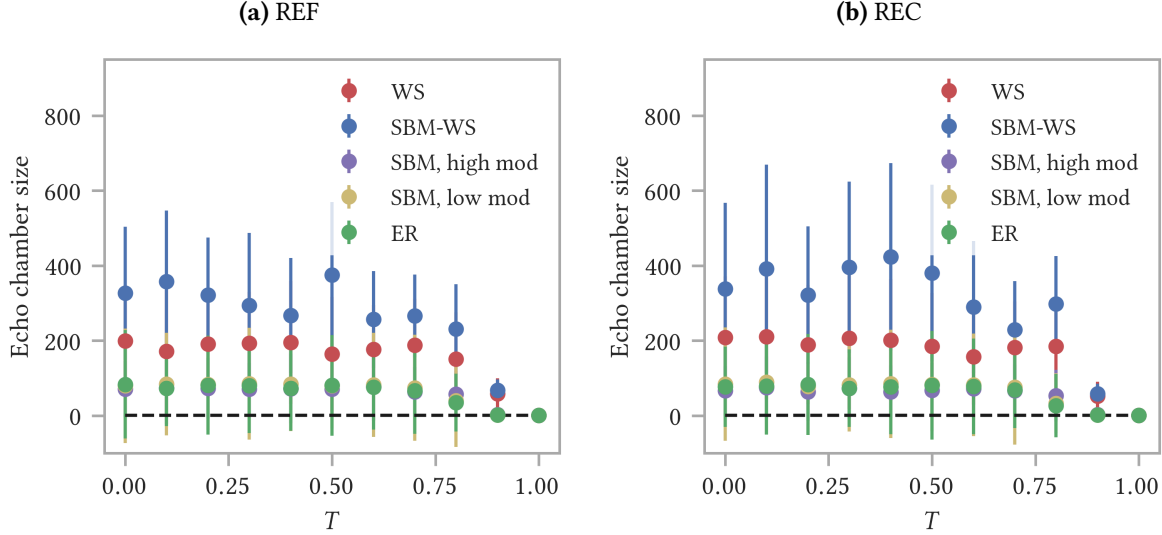 (a) REF
Echo chamber size
800
600
400
200
0
WS
SBM-WS
SBM, high mod
SBM, low mod
ER
0.00 0.25 0.50 0.75 1.00
T
(b) REC
Echo chamber size
800
600
400
200
0
WS
SBM-WS
SBM, high mod
SBM, low mod
ER
0.00 0.25 0.50 0.75 1.00
T